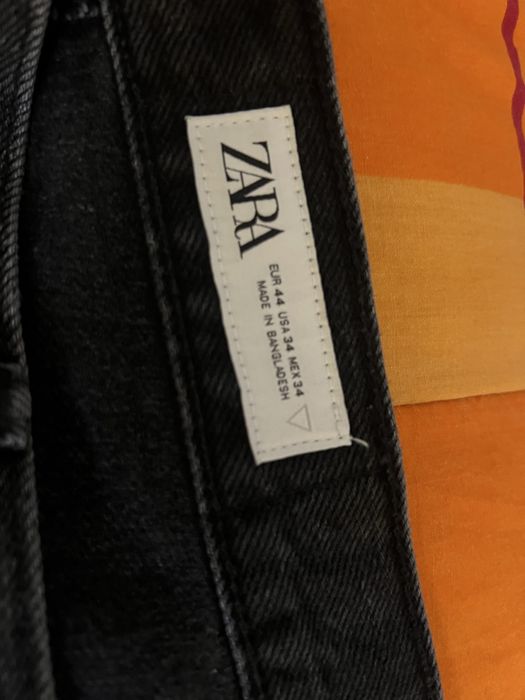 ZARA
EUR 44 USA 34 MEX 34
MADE IN BANGLADESH